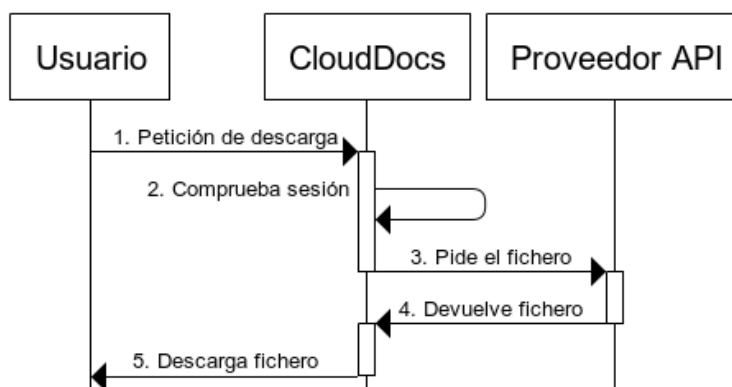 Usuario
CloudDocs
Proveedor API
1. Petición de descarga
2. Comprueba sesión
3. Pide el fichero
4. Devuelve fichero
5. Descarga fichero